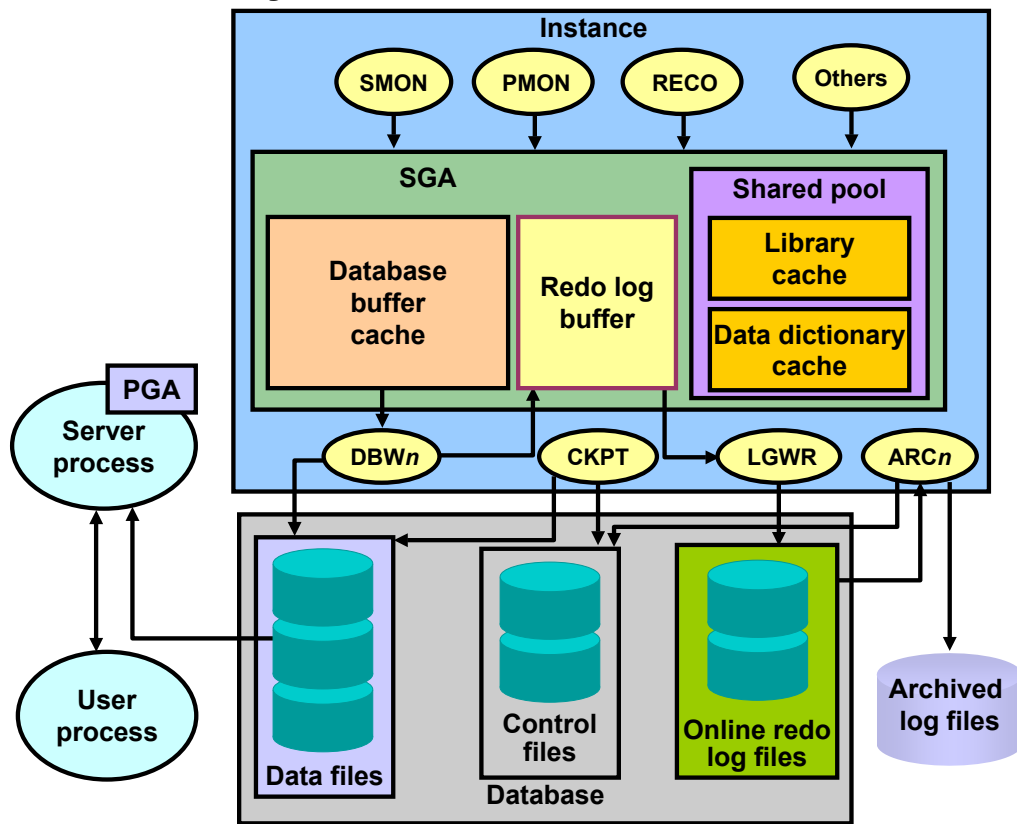 Instance
SMON
PMON
RECO
Others
SGA
Shared pool
Library
cache
Data dictionary
cache
Database
buffer
cache
Redo log
buffer
PGA
Server
process
DBWn
CKPT
LGWR
ARCn
User
process
Data files
Control
files
Online redo
log files
Archived
log files
Database